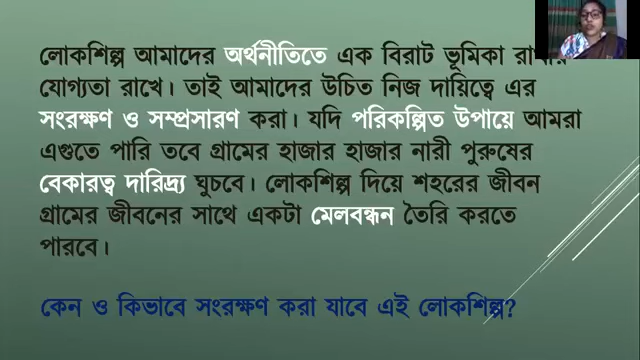 লোকশিল্প আমাদের অর্থনীতিতে এক বিরাট ভূমিকা রাখার
যোগ্যতা রাখে। তাই আমাদের উচিত নিজ দায়িত্বে এর
সংরক্ষণ ও সম্প্রসারণ করা। যদি পরিকল্পিত উপায়ে আমরা
এগুতে পারি তবে গ্রামের হাজার হাজার নারী পুরুষের
বেকারত্ব দারিদ্র্য ঘুচবে। লোকশিল্প দিয়ে শহরের জীবন
গ্রামের জীবনের সাথে একটা মেলবন্ধন তৈরি করতে
পারবে।
কেন ও কিভাবে সংরক্ষণ করা যাবে এই লোকশিল্প?